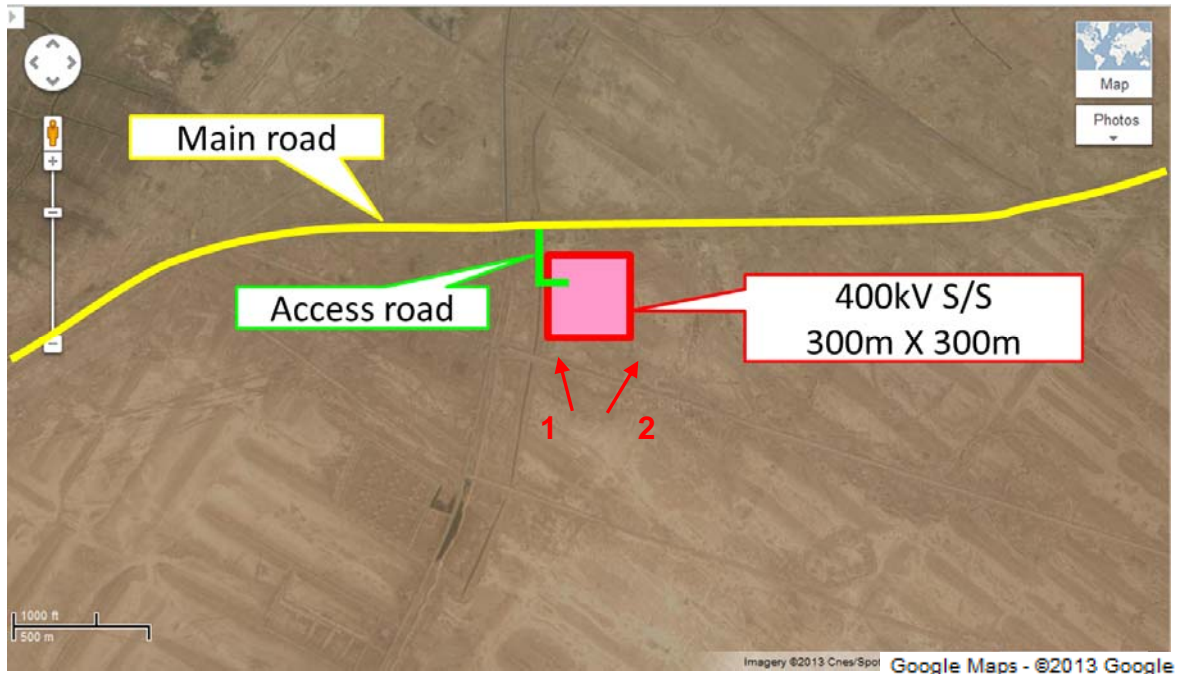 Map
Photos
Main road
Access road
400kV S/S
300m X 300m
1
2
1000 ft
500 m
Imagery ©2013 Cnes/Spot
Google Maps - ©2013 Google